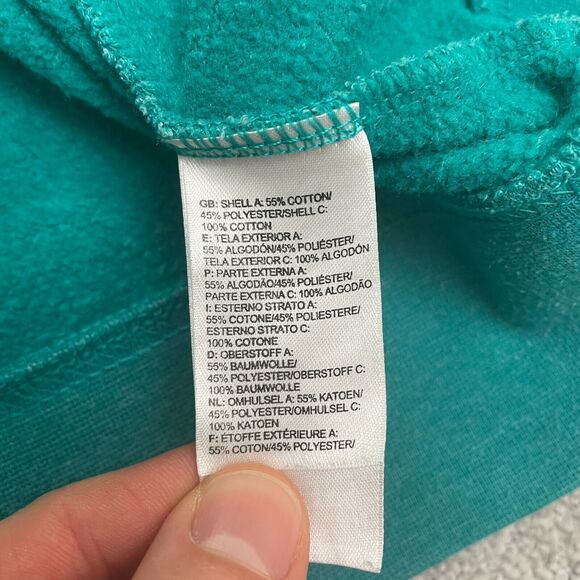 GB: SHELL A: 55% COTTON/
45% POLYESTER/SHELL C:
100% COTTON
E: TELA EXTERIOR A:
55% ALGODÓN/45% POLIÉSTER/
TELA EXTERIOR C: 100% ALGODÓN
P: PARTE EXTERNA A:
55% ALGODÃO/45% POLIÉSTER/
PARTE EXTERNA C: 100% ALGODÃO
I: ESTERNO STRATO A:
55% COTONE/45% POLIESTERE/
ESTERNO STRATO C:
100% COTONE
D: OBERSTOFF A:
55% BAUMWOLLE/
45% POLYESTER/OBERSTOFF C:
100% BAUMWOLLE
NL: OMHULSEL A: 55% KATOEN/
45% POLYESTER/OMHULSEL C:
100% KATOEN
F: ÉTOFFE EXTÉRIEURE A:
55% COTON/45% POLYESTER/